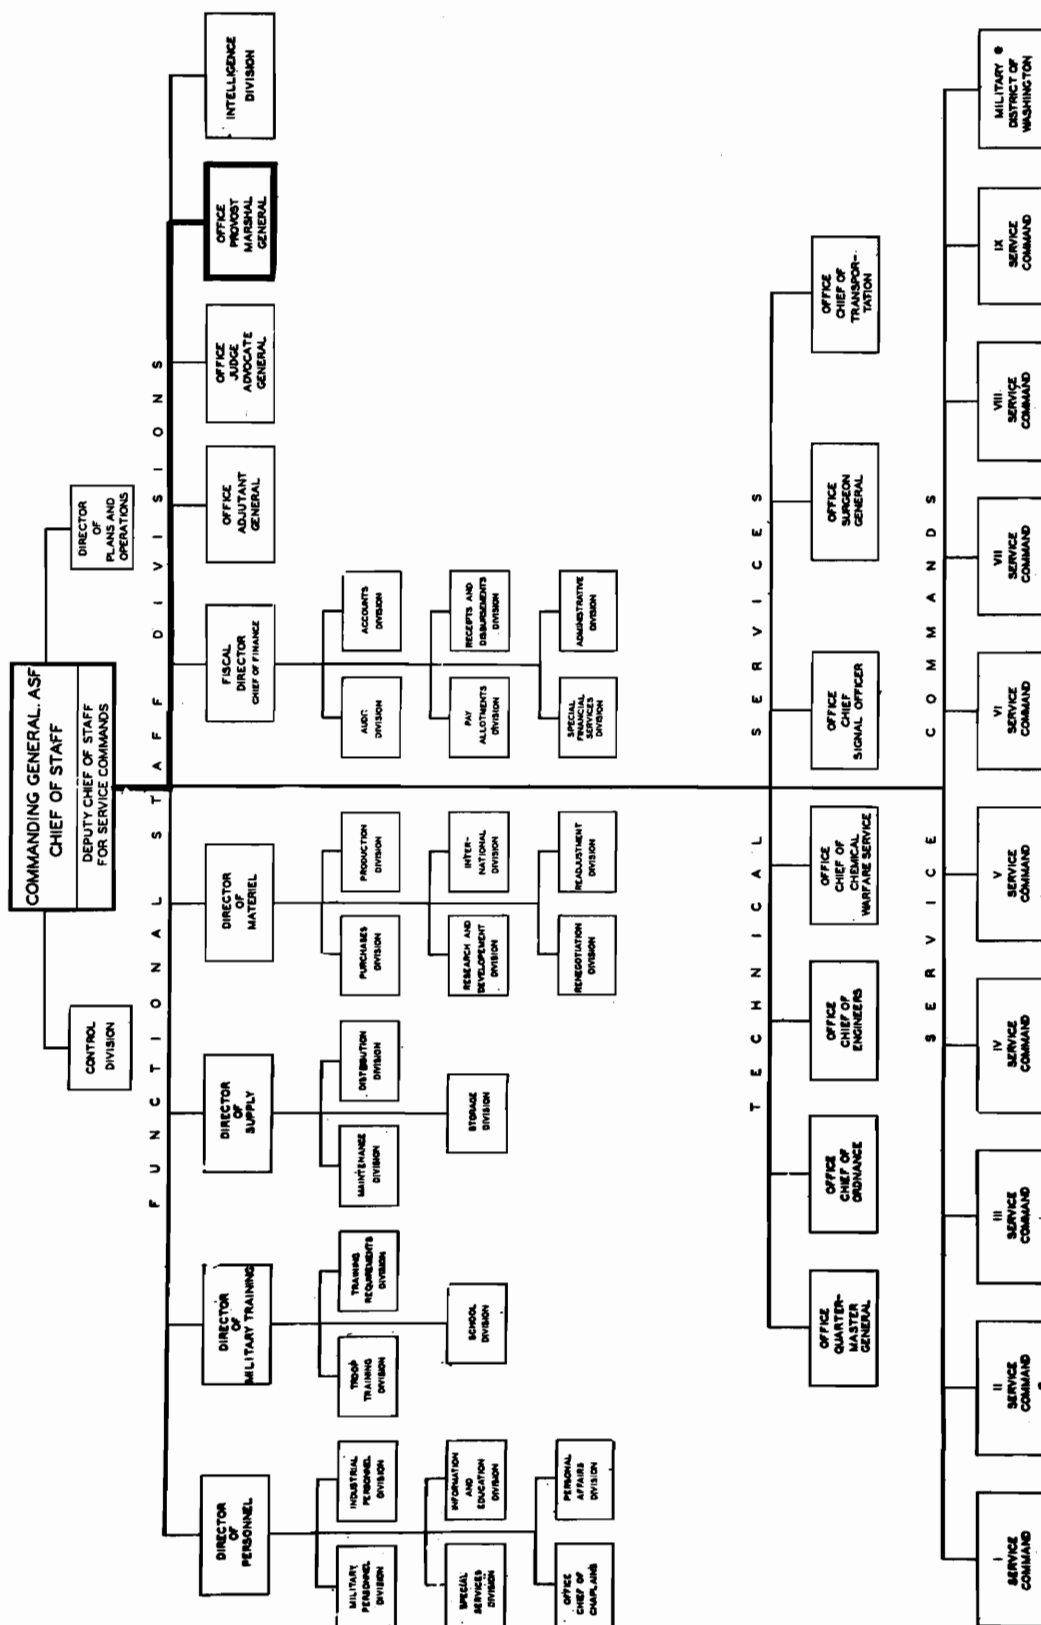 COMMANDING GENERAL, ASF
CHIEF OF STAFF
DEPUTY CHIEF OF STAFF
FOR SERVICE COMMANDS
CONTROL
DIVISION
DIRECTOR
OF
PLANS AND
OPERATIONS
FUNCTIONAL STAFF DIVISIONS
DIRECTOR
OF
PERSONNEL
MILITARY
PERSONNEL
DIVISION
INDUSTRIAL
PERSONNEL
DIVISION
SPECIAL
SERVICES
DIVISION
INFORMATION
AND
EDUCATION
DIVISION
OFFICE
CHIEF OF
CHAPLAINS
PERSONAL
AFFAIRS
DIVISION
DIRECTOR
OF
MILITARY TRAINING
TROOP
TRAINING
DIVISION
TRAINING
REQUIREMENTS
DIVISION
SCHOOL
DIVISION
DIRECTOR
OF
SUPPLY
MAINTENANCE
DIVISION
DISTRIBUTION
DIVISION
STORAGE
DIVISION
DIRECTOR
OF
MATERIEL
PURCHASES
DIVISION
PRODUCTION
DIVISION
RESEARCH AND
DEVELOPEMENT
DIVISION
INTER-
NATIONAL
DIVISION
RENEGOTIATION
DIVISION
READJUSTMENT
DIVISION
FISCAL
DIRECTOR
CHIEF OF FINANCE
AUDIT
DIVISION
ACCOUNTS
DIVISION
PAY
ALLOTMENTS
DIVISION
RECEIPTS AND
DISBURSEMENTS
DIVISION
SPECIAL
FINANCIAL
SERVICES
DIVISION
ADMINISTRATIVE
DIVISION
OFFICE
ADJUTANT
GENERAL
OFFICE
JUDGE
ADVOCATE
GENERAL
OFFICE
PROVOST
MARSHAL
GENERAL
INTELLIGENCE
DIVISION
TECHNICAL SERVICES
OFFICE
QUARTER-
MASTER
GENERAL
OFFICE
CHIEF OF
ORDNANCE
OFFICE
CHIEF OF
ENGINEERS
OFFICE
CHIEF OF
CHEMICAL
WARFARE SERVICE
OFFICE
CHIEF
SIGNAL OFFICER
OFFICE
SURGEON
GENERAL
OFFICE
CHIEF OF
TRANSPOR-
TATION
SERVICE COMMANDS
I
SERVICE
COMMAND
II
SERVICE
COMMAND
III
SERVICE
COMMAND
IV
SERVICE
COMMAND
V
SERVICE
COMMAND
VI
SERVICE
COMMAND
VII
SERVICE
COMMAND
VIII
SERVICE
COMMAND
IX
SERVICE
COMMAND
MILITARY
DISTRICT OF
WASHINGTON